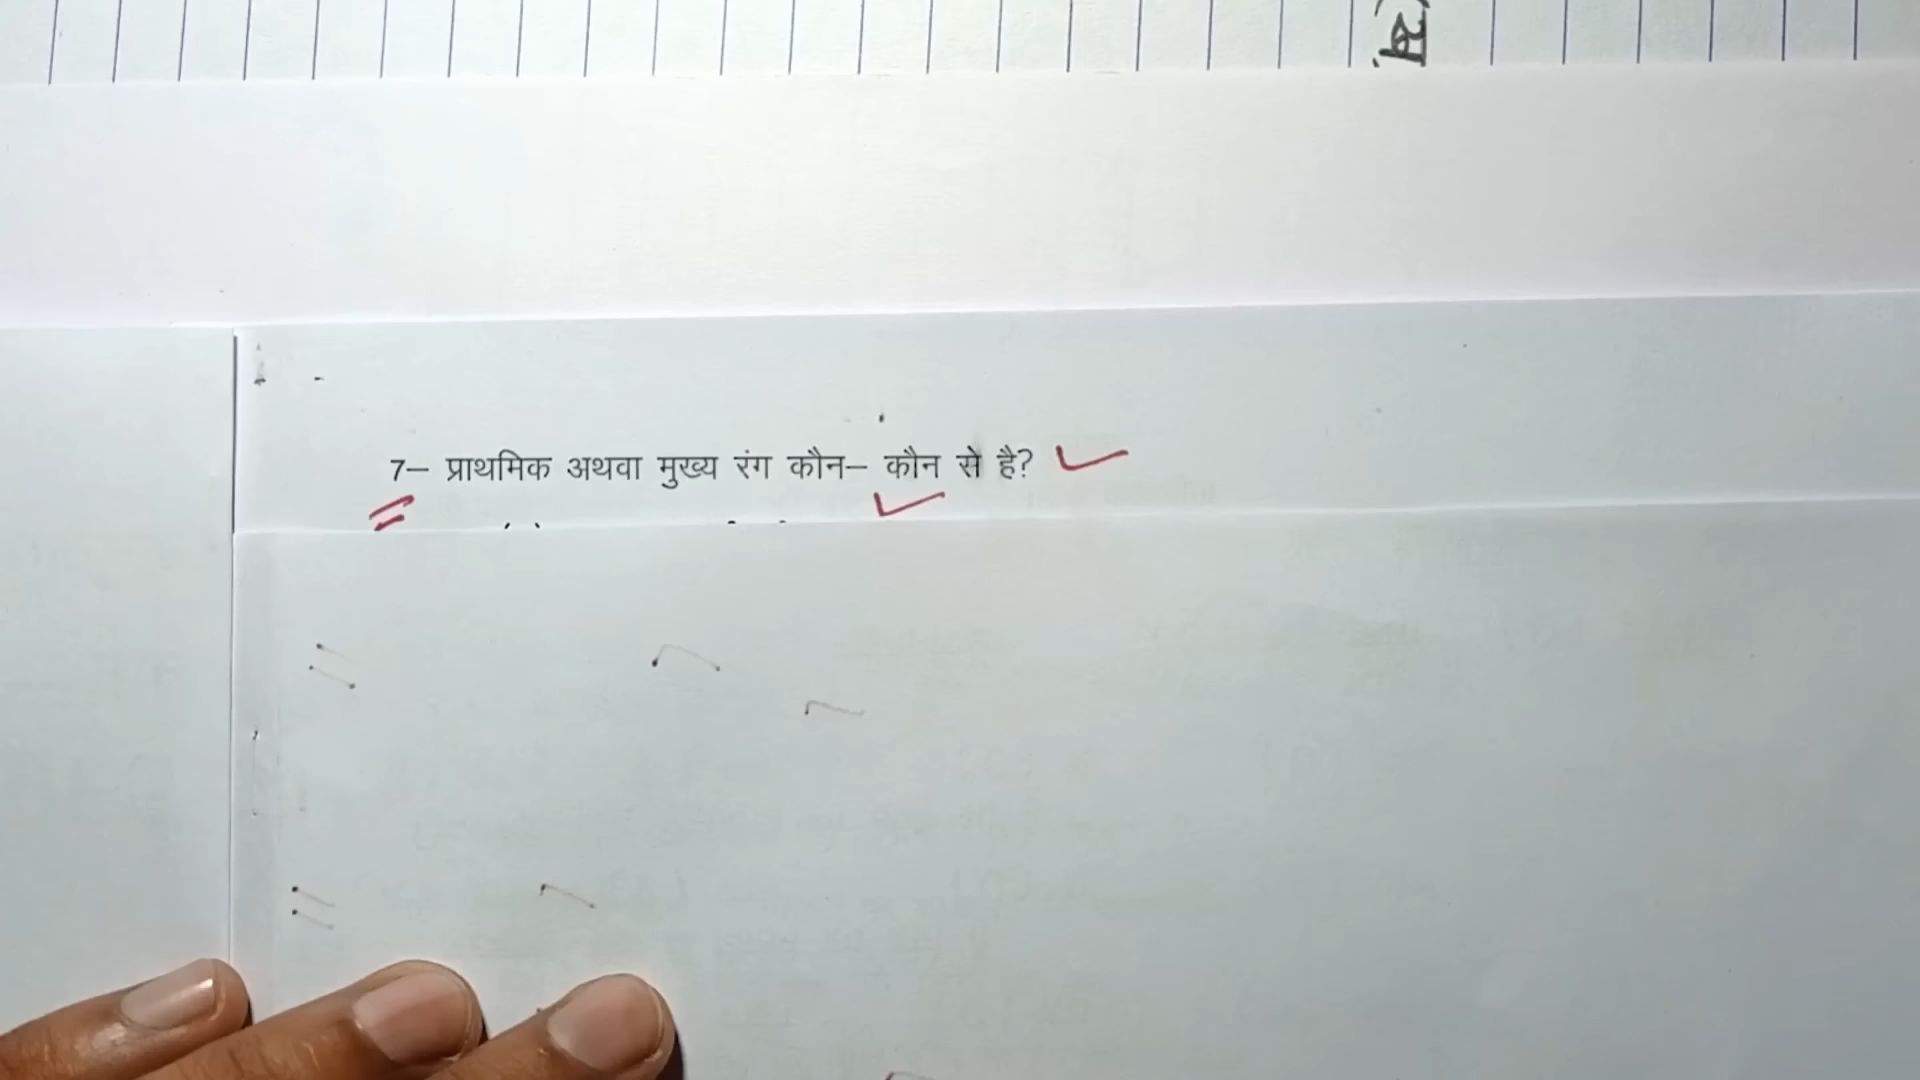 7– प्राथमिक अथवा मुख्य रंग कौन– कौन से है?